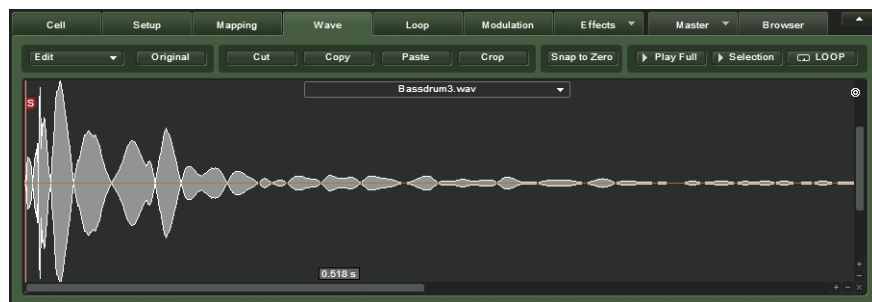 Cell Setup Mapping Wave Loop Modulation Effects Master Browser
Edit Original Cut Copy Paste Crop Snap to Zero Play Full Selection LOOP
Bassdrum3.wav
S
0.518 s